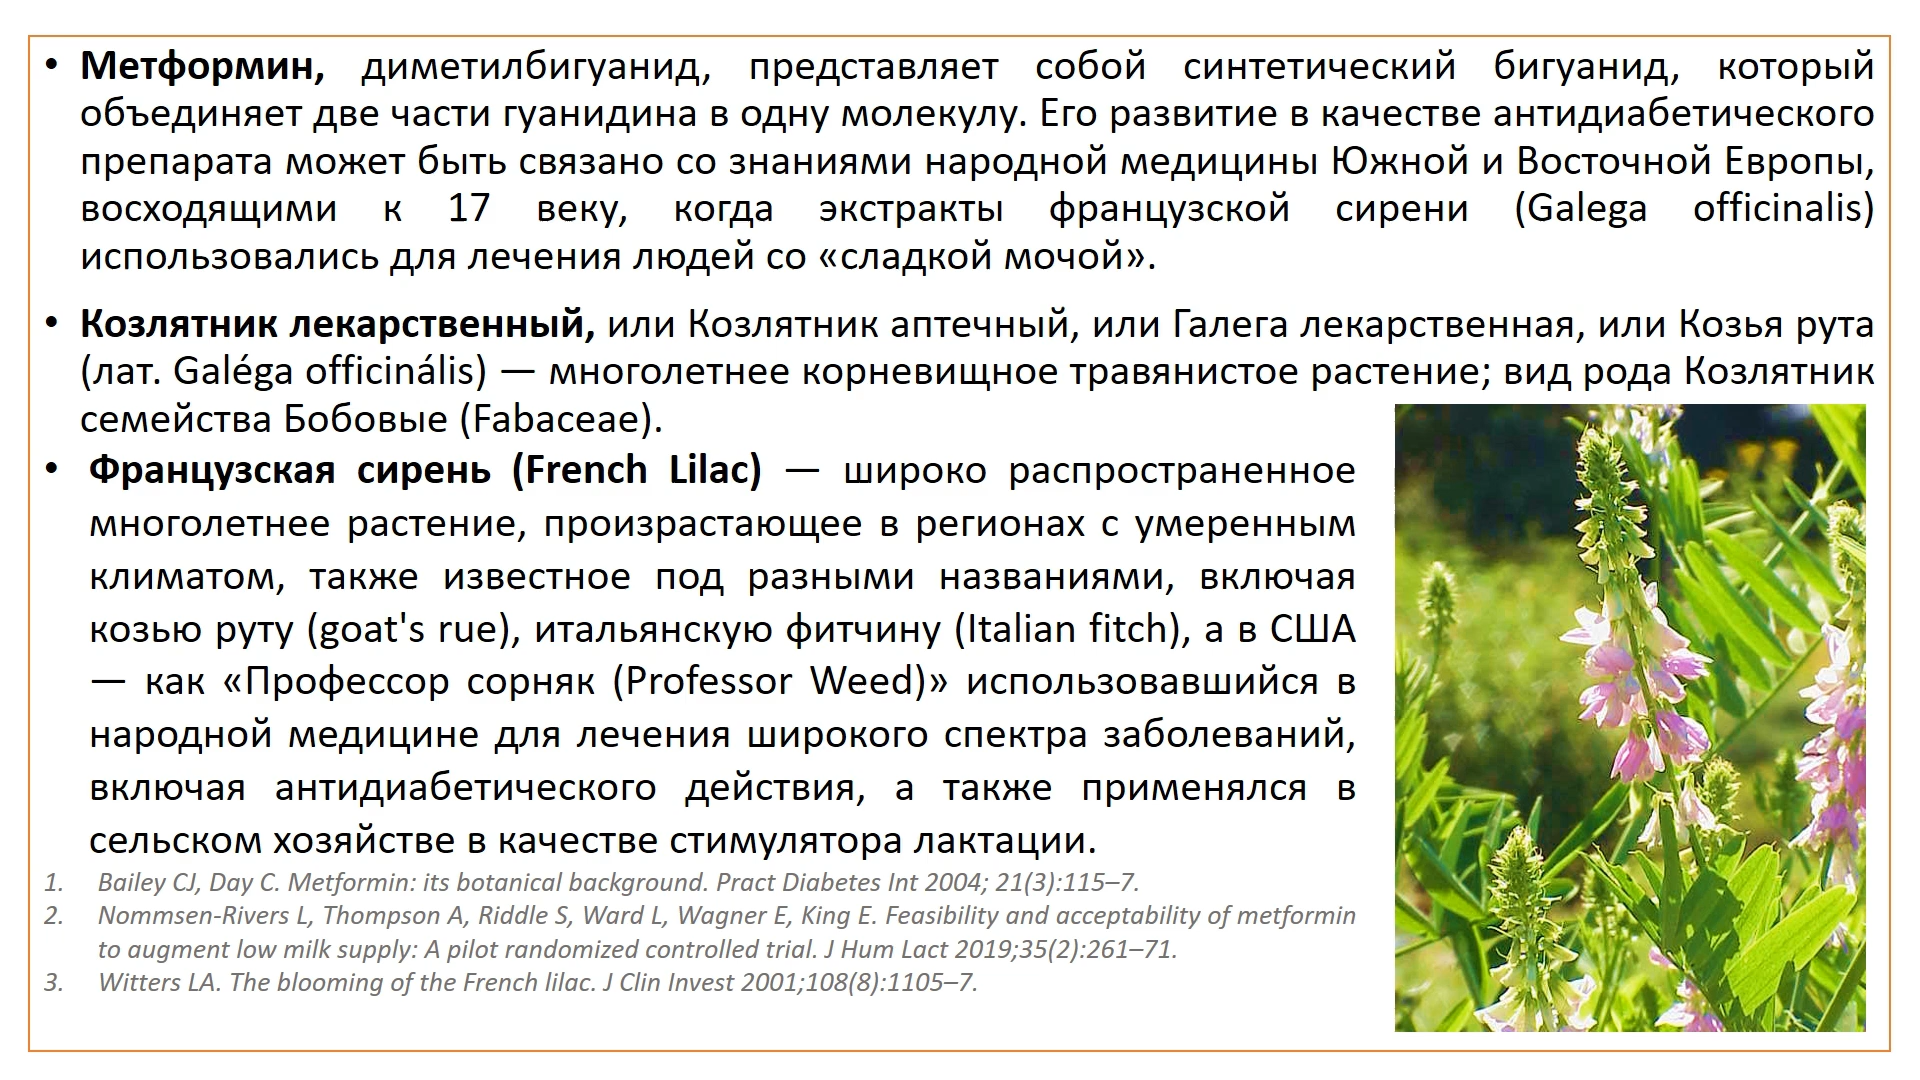 • Метформин, диметилбигуанид, представляет собой синтетический бигуанид, который
объединяет две части гуанидина в одну молекулу. Его развитие в качестве антидиабетического
препарата может быть связано со знаниями народной медицины Южной и Восточной Европы,
восходящими к 17 веку, когда экстракты французской сирени (Galega officinalis)
использовались для лечения людей со «сладкой мочой».
• Козлятник лекарственный, или Козлятник аптечный, или Галега лекарственная, или Козья рута
(лат. Galéga officinális) — многолетнее корневищное травянистое растение; вид рода Козлятник
семейства Бобовые (Fabaceae).
• Французская сирень (French Lilac) — широко распространенное
многолетнее растение, произрастающее в регионах с умеренным
климатом, также известное под разными названиями, включая
козью руту (goat's rue), итальянскую фитчину (Italian fitch), а в США
— как «Профессор сорняк (Professor Weed)» использовавшийся в
народной медицине для лечения широкого спектра заболеваний,
включая антидиабетического действия, а также применялся в
сельском хозяйстве в качестве стимулятора лактации.
1. Bailey CJ, Day C. Metformin: its botanical background. Pract Diabetes Int 2004; 21(3):115–7.
2. Nommsen-Rivers L, Thompson A, Riddle S, Ward L, Wagner E, King E. Feasibility and acceptability of metformin
to augment low milk supply: A pilot randomized controlled trial. J Hum Lact 2019;35(2):261–71.
3. Witters LA. The blooming of the French lilac. J Clin Invest 2001;108(8):1105–7.